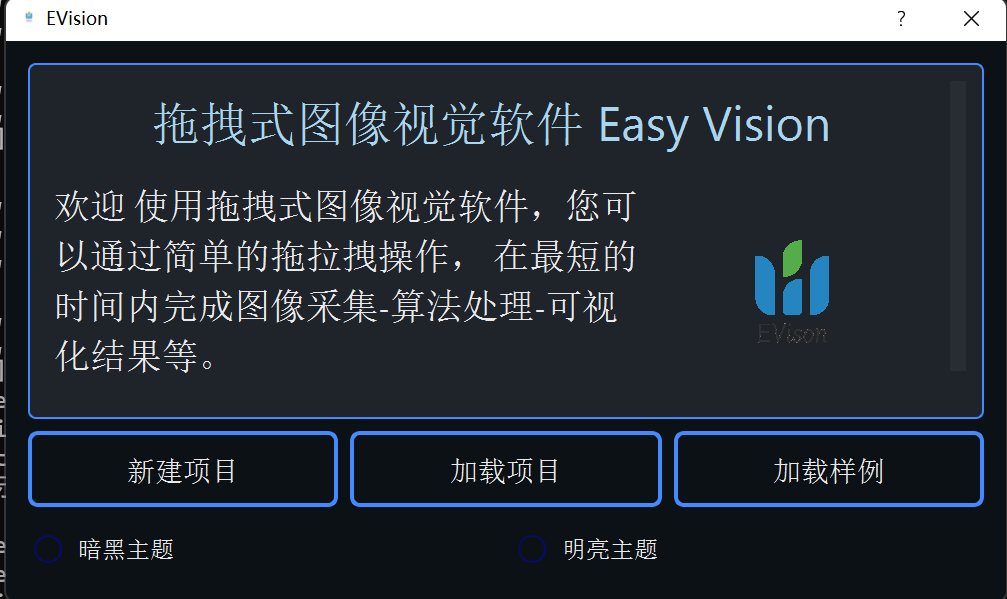 EVision
?
拖拽式图像视觉软件 Easy Vision
欢迎 使用拖拽式图像视觉软件，您可
以通过简单的拖拉拽操作， 在最短的
时间内完成图像采集-算法处理-可视
化结果等。
EVison
新建项目
加载项目
加载样例
暗黑主题
明亮主题